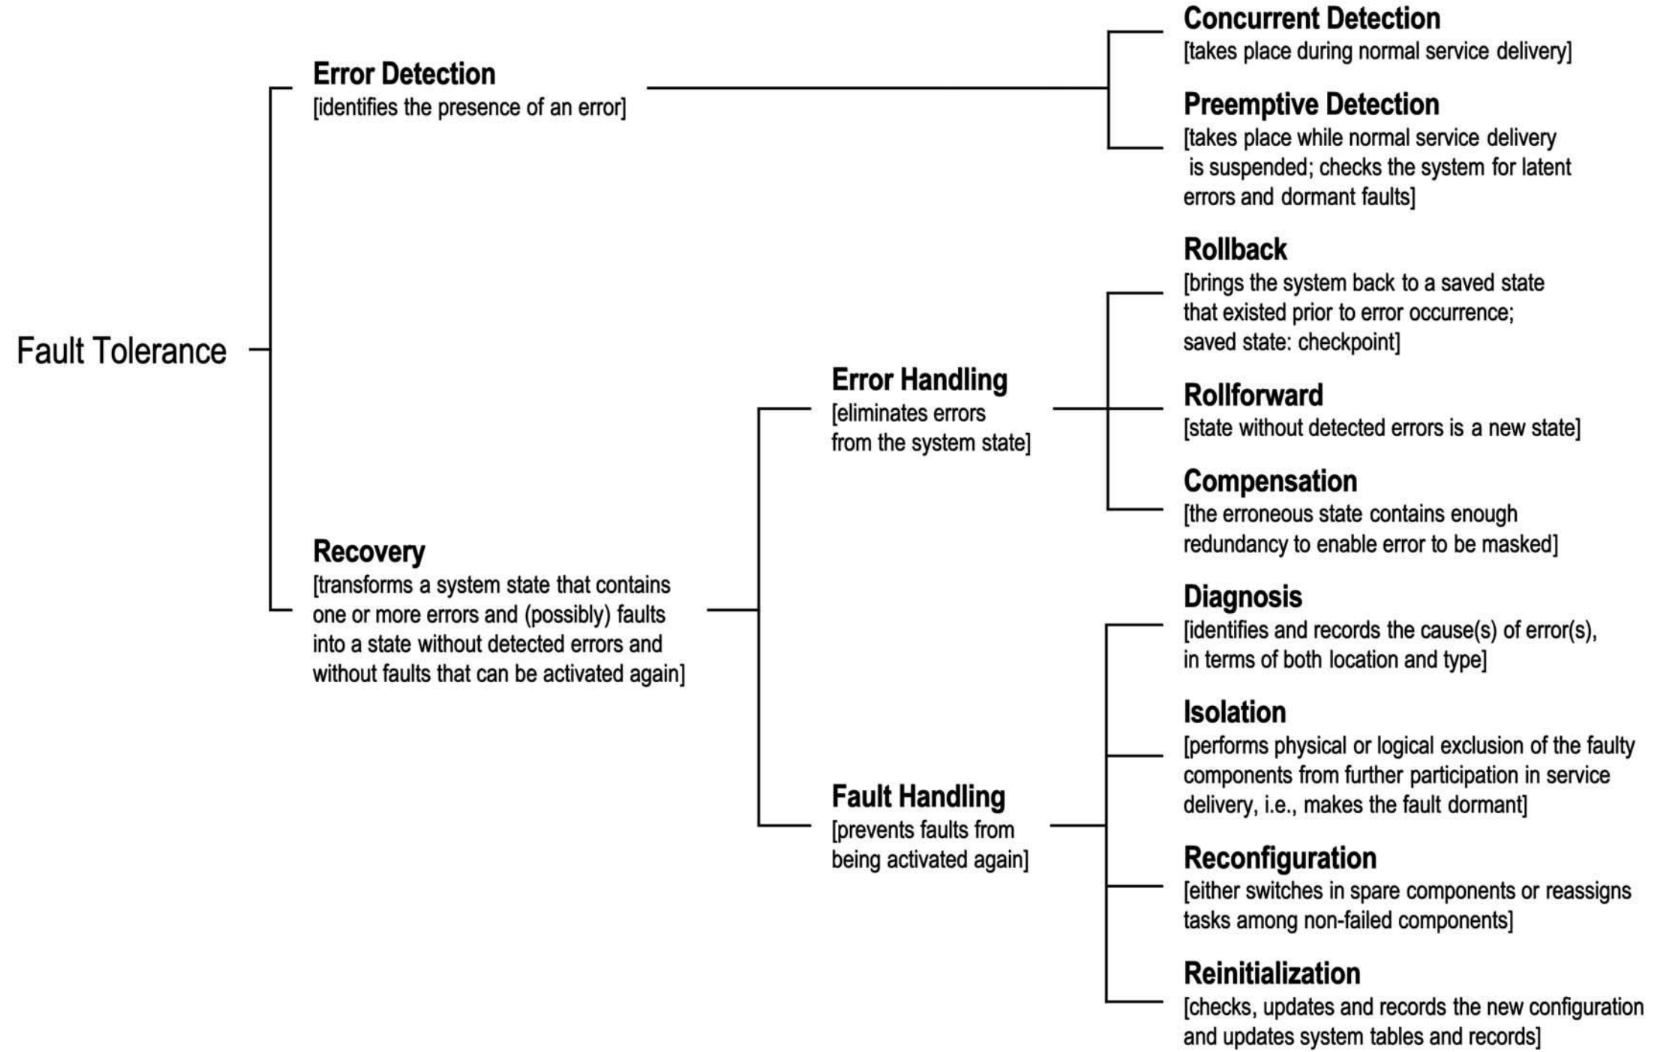 Fault Tolerance
Error Detection
[identifies the presence of an error]
Concurrent Detection
[takes place during normal service delivery]
Preemptive Detection
[takes place while normal service delivery
is suspended; checks the system for latent
errors and dormant faults]
Recovery
[transforms a system state that contains
one or more errors and (possibly) faults
into a state without detected errors and
without faults that can be activated again]
Error Handling
[eliminates errors
from the system state]
Rollback
[brings the system back to a saved state
that existed prior to error occurrence;
saved state: checkpoint]
Rollforward
[state without detected errors is a new state]
Compensation
[the erroneous state contains enough
redundancy to enable error to be masked]
Fault Handling
[prevents faults from
being activated again]
Diagnosis
[identifies and records the cause(s) of error(s),
in terms of both location and type]
Isolation
[performs physical or logical exclusion of the faulty
components from further participation in service
delivery, i.e., makes the fault dormant]
Reconfiguration
[either switches in spare components or reassigns
tasks among non-failed components]
Reinitialization
[checks, updates and records the new configuration
and updates system tables and records]